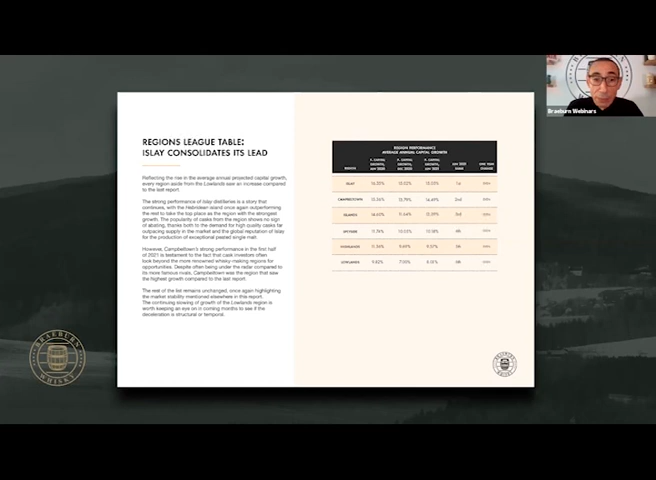 REGIONS LEAGUE TABLE:
ISLAY CONSOLIDATES ITS LEAD
Reflecting the rise in the average annual projected capital growth,
every region aside from the Lowlands saw an increase compared
to the last report.
The strong performance of Islay distilleries is a story that
continues, with the Hebridean island once again outperforming
the rest to take the top place as the region with the strongest
growth. The popularity of casks from the region shows no sign
of abating, thanks both to the demand for high quality casks far
outpacing supply in the market and the global reputation of Islay
for the production of exceptional peated single malt.
However, Campbeltown's strong performance in the first half
of 2021 is testament to the fact that cask investors often
look beyond the more renowned whisky-making regions for
opportunities. Despite often being under the radar compared to
its more famous rivals, Campbeltown was the region that saw
the highest growth compared to the last report.
The rest of the list remains unchanged, once again highlighting
the market stability mentioned elsewhere in this report.
The continuing slowing of growth of the Lowlands region is
worth keeping an eye on in coming months to see if the
deceleration is structural or temporal.
REGION PERFORMANCE
AVERAGE ANNUAL CAPITAL GROWTH
REGION
ISLAY 1st
CAMPBELTOWN 2nd
ISLANDS 3rd
SPEYSIDE
HIGHLANDS
LOWLANDS
Braeburn Webinars
BRAEBURN
WHISKY